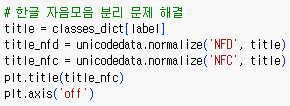 # 한글 자음모음 분리 문제 해결
title = classes_dict[label]
title_nfd = unicodedata.normalize('NFD', title)
title_nfc = unicodedata.normalize('NFC', title)
plt.title(title_nfc)
plt.axis('off')